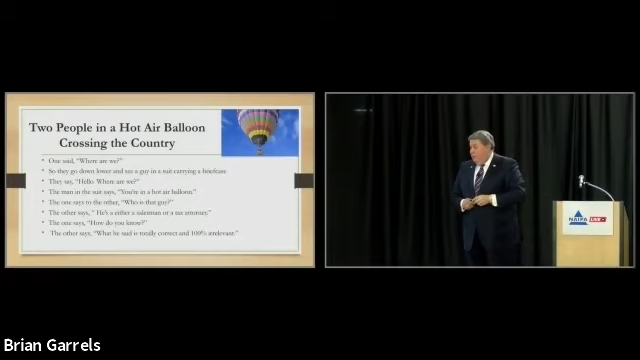 Two People in a Hot Air Balloon
Crossing the Country
• One said, "Where are we?"
• So they go down lower and see a guy in a suit carrying a briefcase
• They say, "Hello. Where are we?"
• The man in the suit says, "You're in a hot air balloon."
• The one says to the other, "Who is that guy?"
• The other says, " He's a either a salesman or a tax attorney."
• The one says, "How do you know?"
• The other says, "What he said is totally correct and 100% irrelevant."
NAIFA LIVE
Brian Garrels